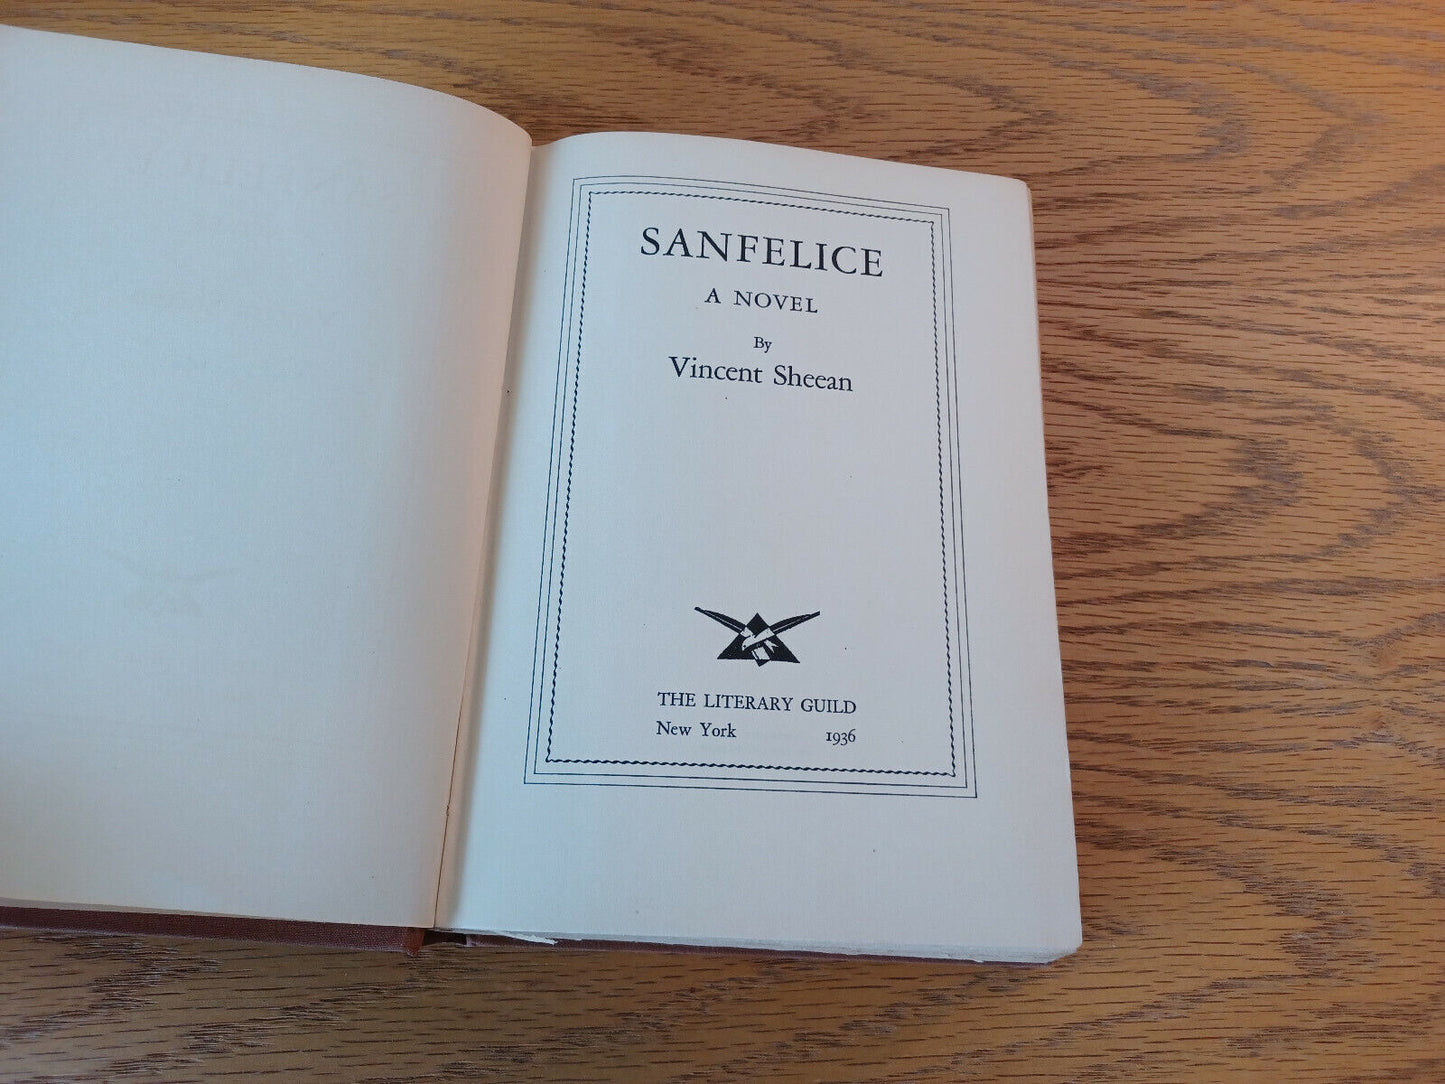 SANFELICE
A NOVEL
By
Vincent Sheean
THE LITERARY GUILD
New York 1936